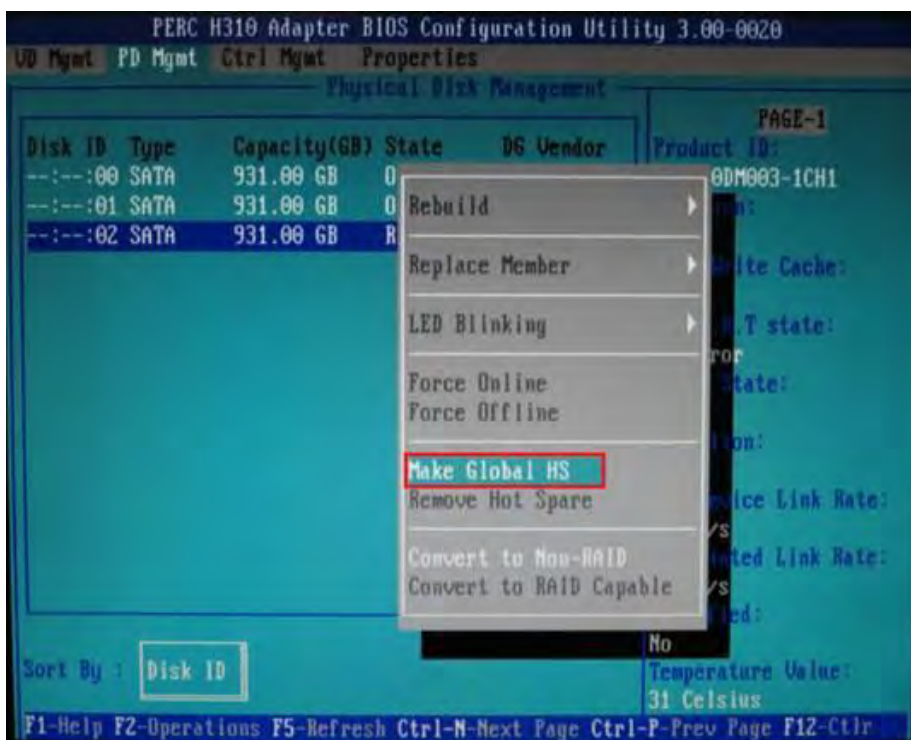 PERC H310 Adapter BIOS Configuration Utility 3.00-0020
VD Mgmt PD Mgmt Ctrl Mgmt Properties
Physical Disk Management
Disk ID Type Capacity(GB) State DG Vendor
--:--:00 SATA 931.00 GB O
--:--:01 SATA 931.00 GB O
--:--:02 SATA 931.00 GB R
Rebuild
Replace Member
LED Blinking
Force Online
Force Offline
Make Global HS
Remove Hot Spare
Convert to Non-RAID
Convert to RAID Capable
PAGE-1
Product ID:
0DM003-1CH1
ite Cache:
.T state:
ror
tate:
ion:
ice Link Rate:
/s
ted Link Rate:
/s
ed:
No
Temperature Value:
31 Celsius
Sort By : Disk ID
F1-Help F2-Operations F5-Refresh Ctrl-N-Next Page Ctrl-P-Prev Page F12-Ctlr